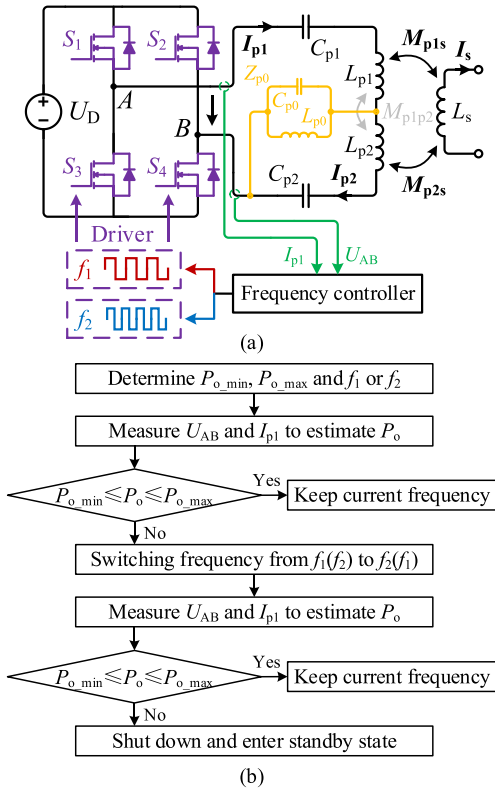 S1 S2
Ip1 Cp1 Mp1s Is
Zp0 Lp1
UD A Cp0 Lp0 Mp1p2 Ls
B Lp2
S3 S4 Cp2 Ip2 Mp2s
Driver
f1 Ip1 UAB
f2 Frequency controller
(a)
Determine Po_min, Po_max and f1 or f2
Measure UAB and Ip1 to estimate Po
Po_min≤Po≤Po_max Yes Keep current frequency
No
Switching frequency from f1(f2) to f2(f1)
Measure UAB and Ip1 to estimate Po
Po_min≤Po≤Po_max Yes Keep current frequency
No
Shut down and enter standby state
(b)